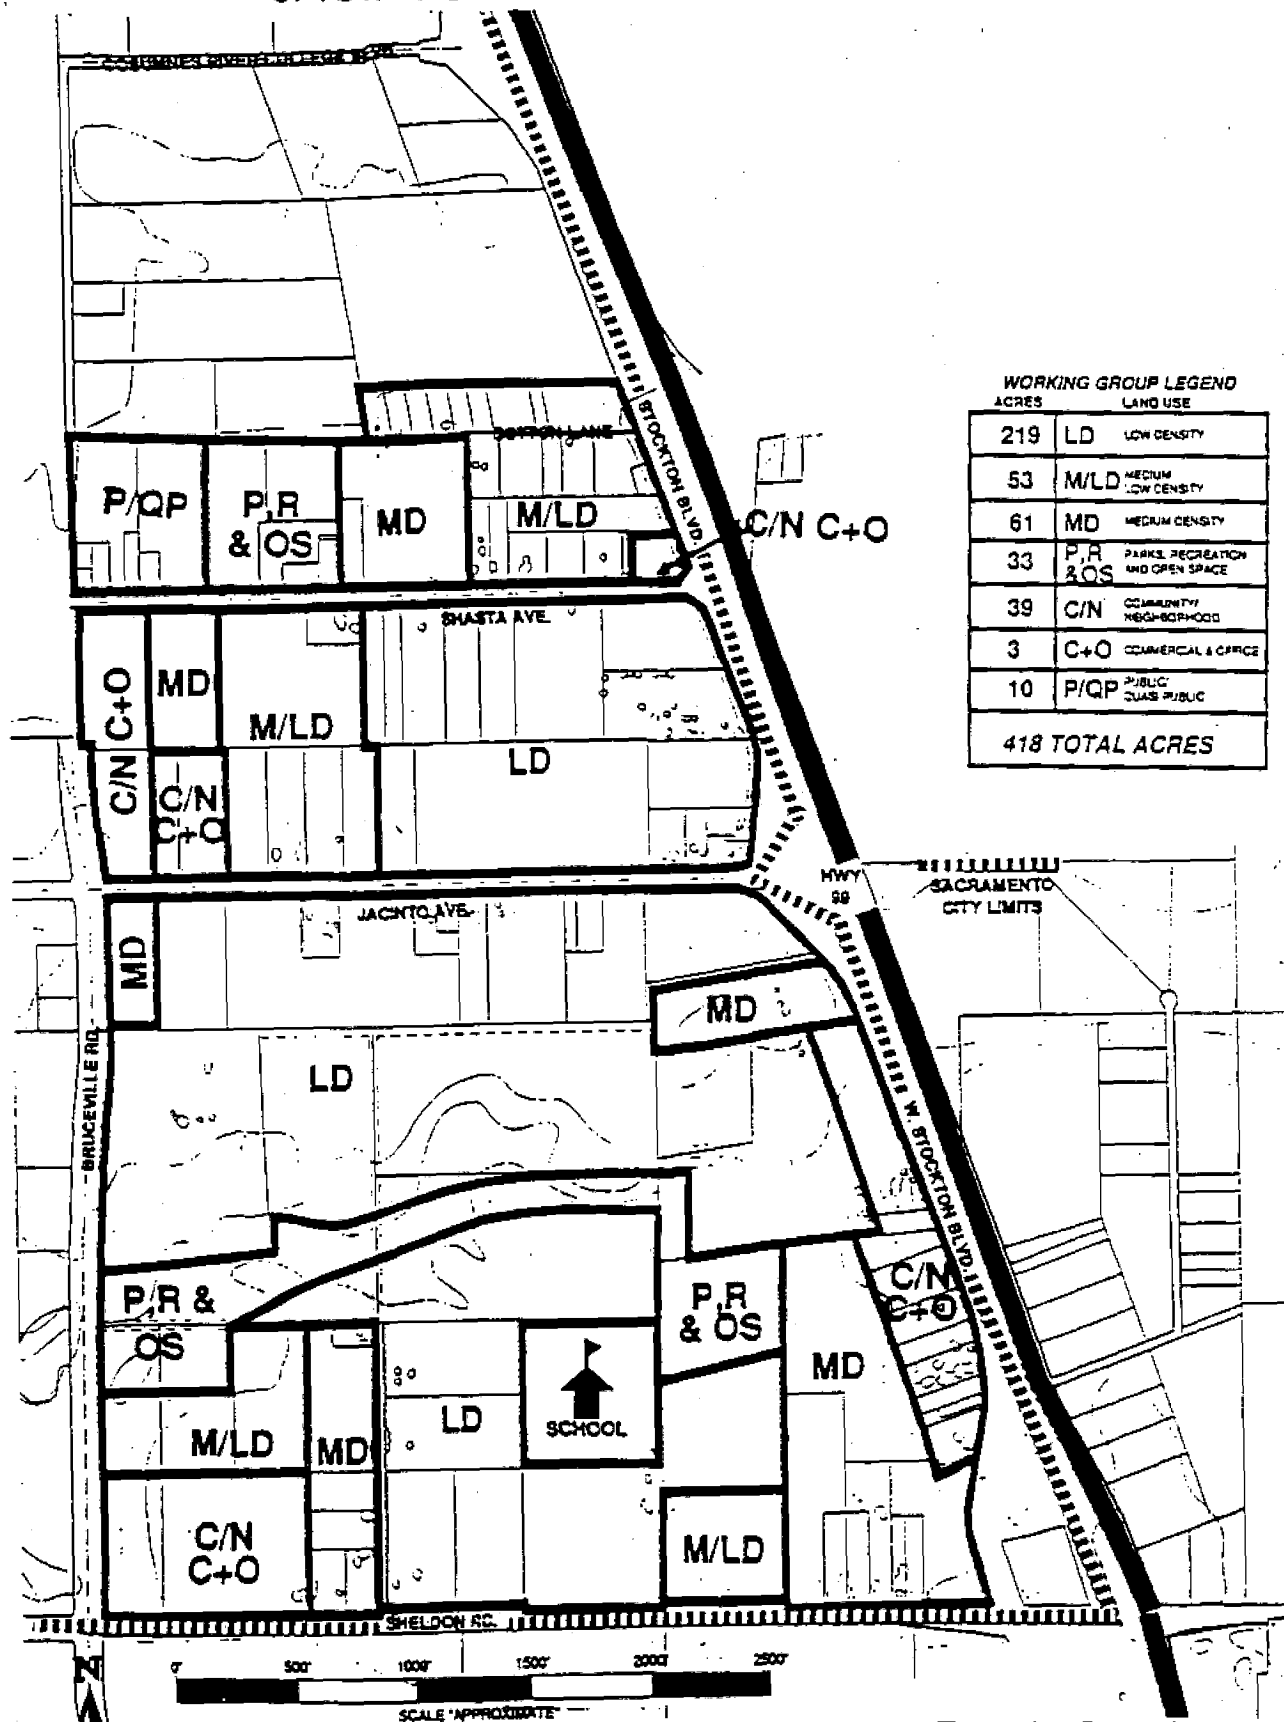 COSUMNES RIVER COLLEGE BLVD.
STOCKTON BLVD.
WORKING GROUP LEGEND
ACRES LAND USE
219 LD LOW DENSITY
53 M/LD MEDIUM LOW DENSITY
61 MD MEDIUM DENSITY
33 P,R & OS PARKS, RECREATION AND OPEN SPACE
39 C/N COMMUNITY/ NEIGHBORHOOD
3 C+O COMMERCIAL & OFFICE
10 P/QP PUBLIC/ QUASI PUBLIC
418 TOTAL ACRES
P/QP
P,R
& OS
MD
M/LD
C/N C+O
SHASTA AVE.
C+O
MD
M/LD
LD
C/N
C/N
C+O
HWY
99
SACRAMENTO
CITY LIMITS
JACINTO AVE.
MD
MD
BRUCEVILLE RD.
LD
W. STOCKTON BLVD.
P,R &
OS
P,R
& OS
C/N
C+O
MD
SCHOOL
LD
M/LD
MD
C/N
C+O
M/LD
SHELDON RD.
N
0' 500' 1000' 1500' 2000' 2500'
SCALE "APPROXIMATE"